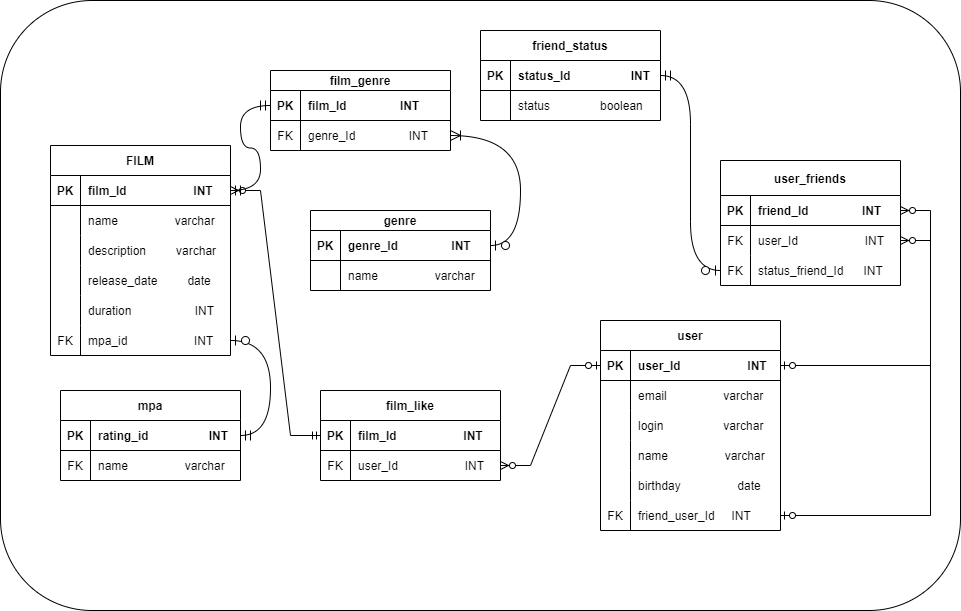 friend_status
PK status_Id INT
status boolean
film_genre
PK film_Id INT
FK genre_Id INT
FILM
PK film_Id INT
name varchar
description varchar
release_date date
duration INT
FK mpa_id INT
genre
PK genre_Id INT
name varchar
user_friends
PK friend_Id INT
FK user_Id INT
FK status_friend_Id INT
user
PK user_Id INT
email varchar
login varchar
name varchar
birthday date
FK friend_user_Id INT
mpa
PK rating_id INT
FK name varchar
film_like
PK film_Id INT
FK user_Id INT